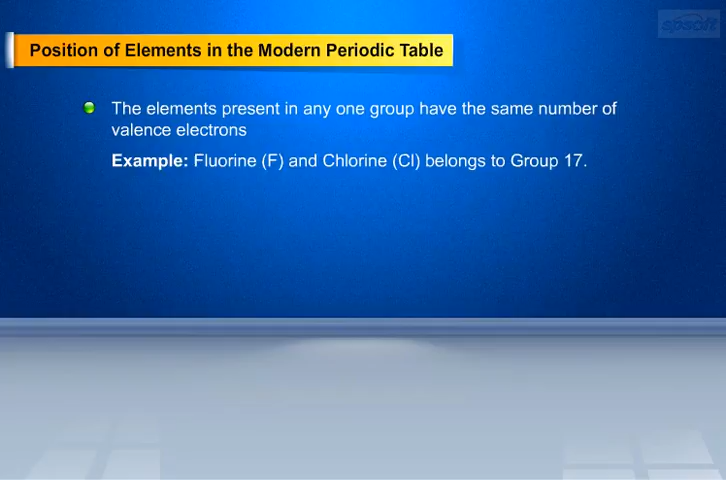 spsoft
Position of Elements in the Modern Periodic Table
The elements present in any one group have the same number of
valence electrons
Example: Fluorine (F) and Chlorine (Cl) belongs to Group 17.